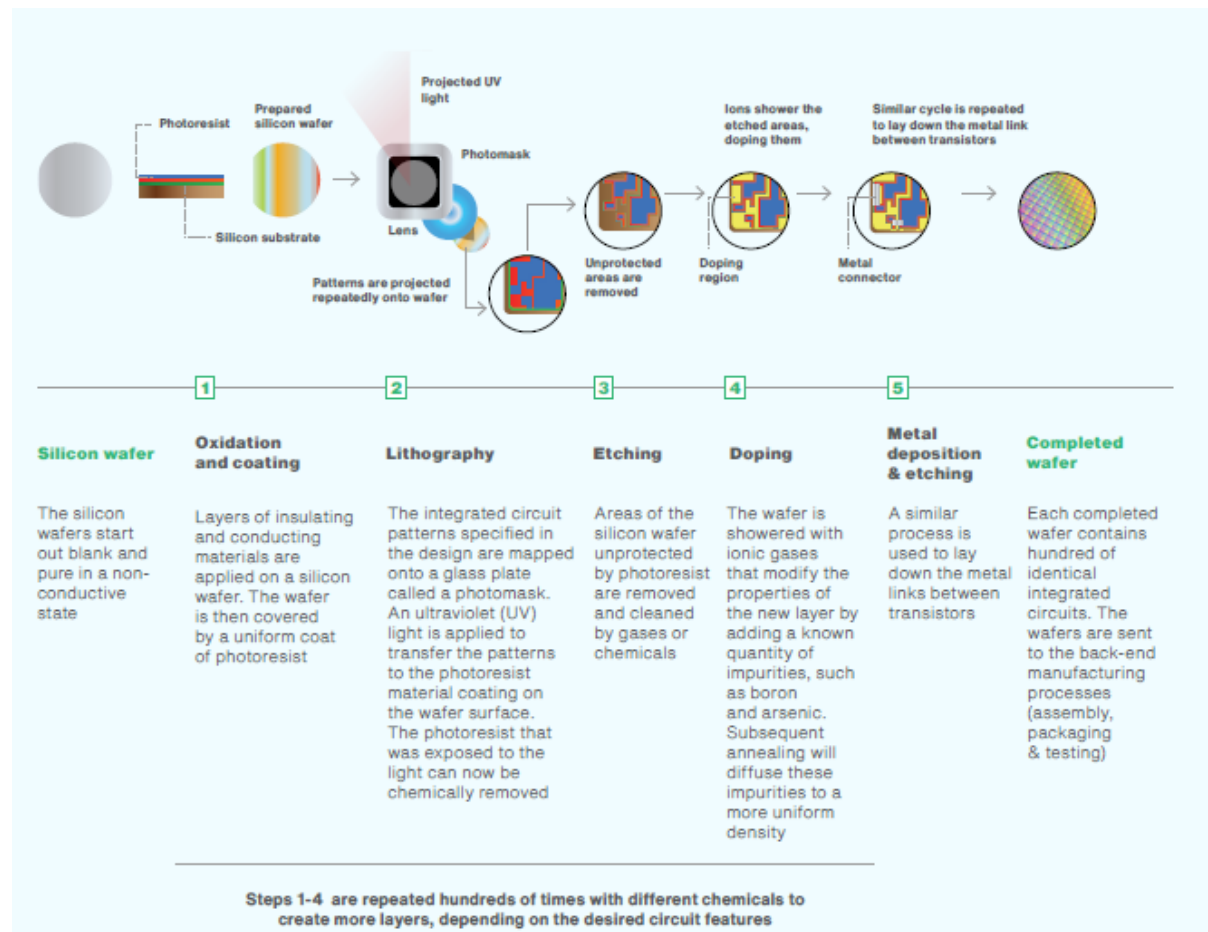 Projected UV
light
Prepared
silicon wafer
Photoresist
Ions shower the
etched areas,
doping them
Similar cycle is repeated
to lay down the metal link
between transistors
Photomask
Lens
Silicon substrate
Patterns are projected
repeatedly onto wafer
Unprotected
areas are
removed
Doping
region
Metal
connector
1
2
3
4
5
Silicon wafer
The silicon
wafers start
out blank and
pure in a non-
conductive
state
Oxidation
and coating
Layers of insulating
and conducting
materials are
applied on a silicon
wafer. The wafer
is then covered
by a uniform coat
of photoresist
Lithography
The integrated circuit
patterns specified in
the design are mapped
onto a glass plate
called a photomask.
An ultraviolet (UV)
light is applied to
transfer the patterns
to the photoresist
material coating on
the wafer surface.
The photoresist that
was exposed to the
light can now be
chemically removed
Etching
Areas of the
silicon wafer
unprotected
by photoresist
are removed
and cleaned
by gases or
chemicals
Doping
The wafer is
showered with
ionic gases
that modify the
properties of
the new layer by
adding a known
quantity of
impurities, such
as boron
and arsenic.
Subsequent
annealing will
diffuse these
impurities to a
more uniform
density
Metal
deposition
& etching
A similar
process is
used to lay
down the metal
links between
transistors
Completed
wafer
Each completed
wafer contains
hundred of
identical
integrated
circuits. The
wafers are sent
to the back-end
manufacturing
processes
(assembly,
packaging
& testing)
Steps 1-4 are repeated hundreds of times with different chemicals to
create more layers, depending on the desired circuit features